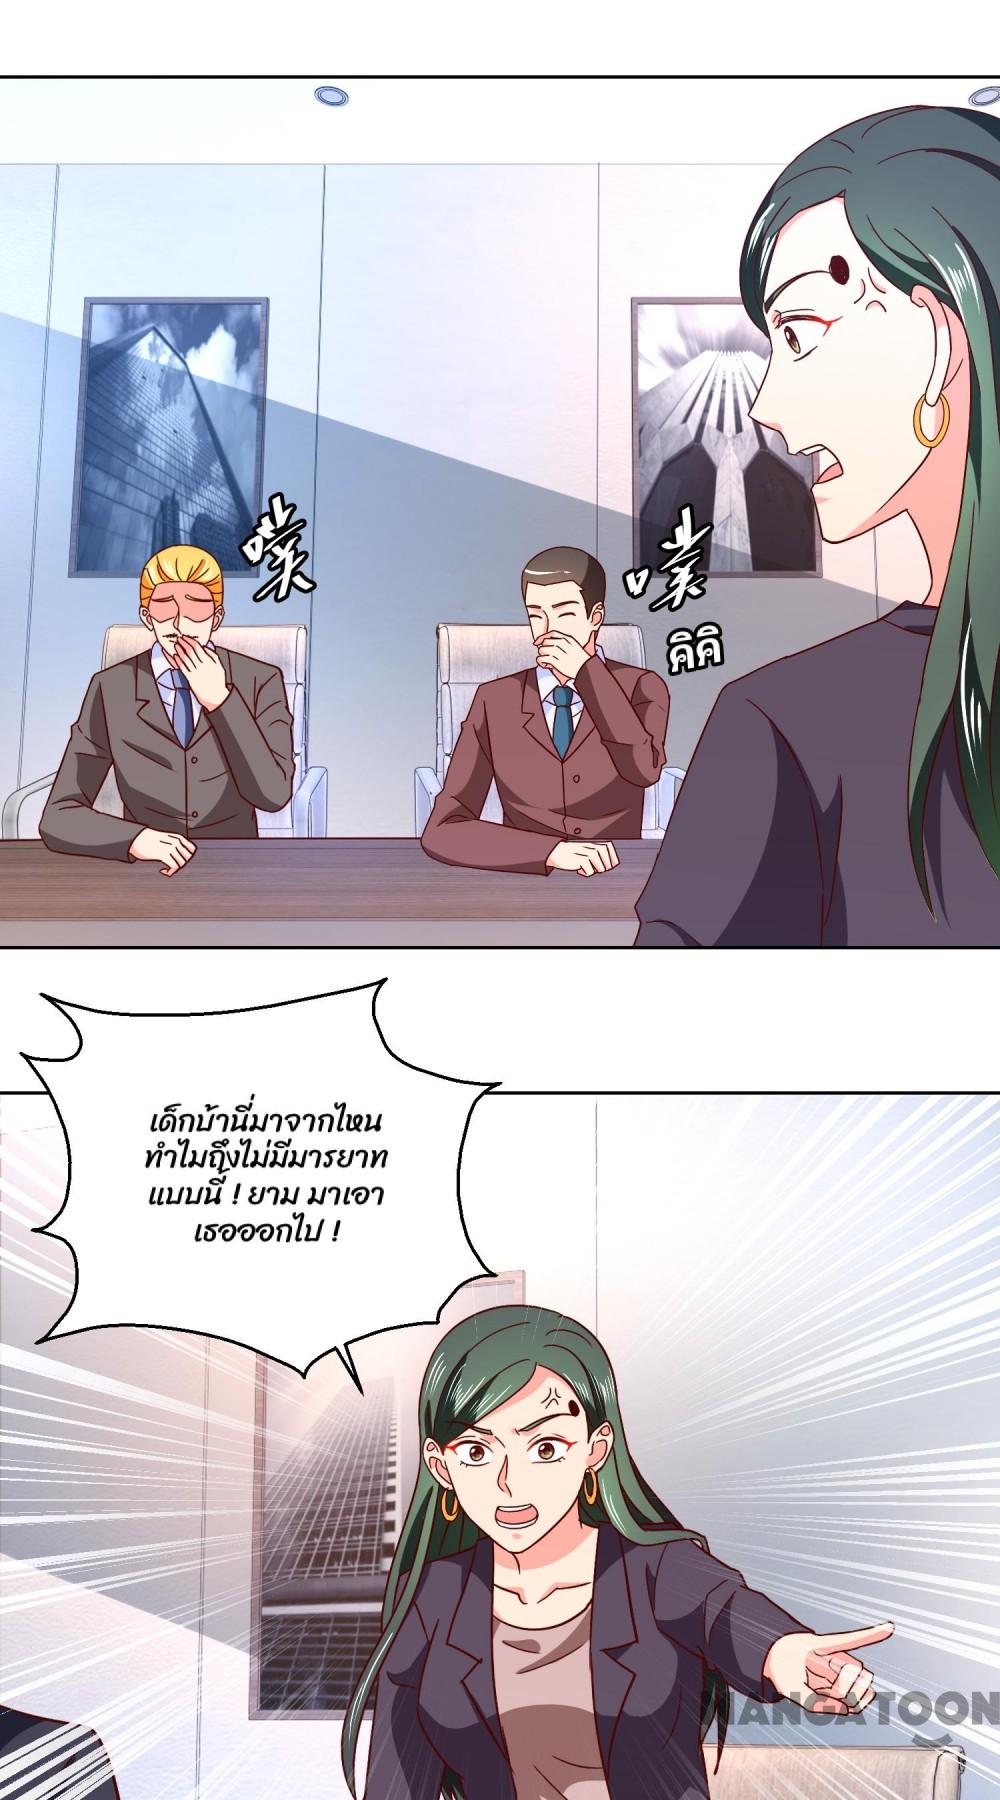 噗
噗
คิคิ
เด็กบ้านี่มาจากไหน
ทำไมถึงไม่มีมารยาท
แบบนี้ ! ยาม มาเอา
เธอออกไป !
MANGATOON